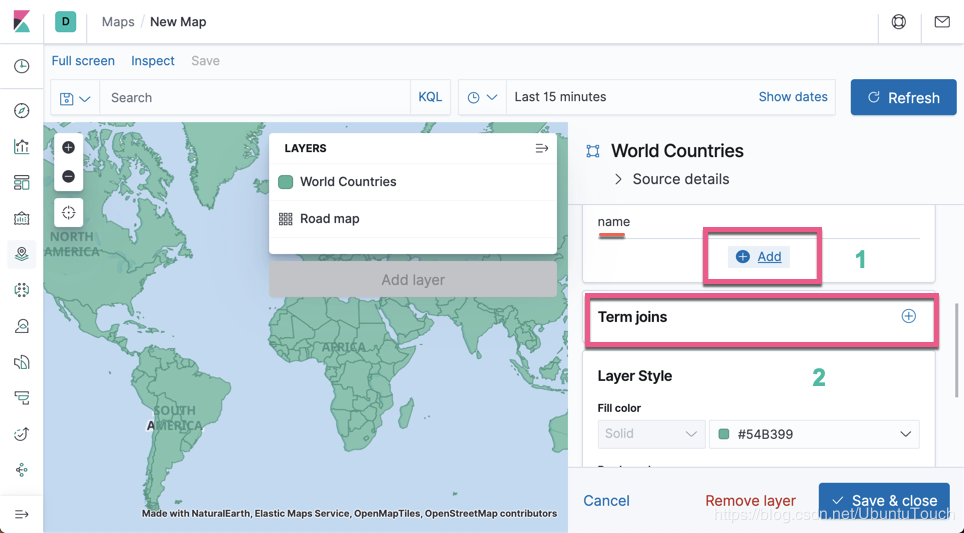 D Maps / New Map
Full screen Inspect Save
Search KQL Last 15 minutes Show dates Refresh
LAYERS
World Countries
Road map
Add layer
NORTH
AMERICA
AFRICA
SOUTH
AMERICA
Made with NaturalEarth, Elastic Maps Service, OpenMapTiles, OpenStreetMap contributors
World Countries
Source details
name
Add 1
Term joins
Layer Style 2
Fill color
Solid #54B399
Cancel Remove layer Save & close
https://blog.csdn.net/UbuntuTouch